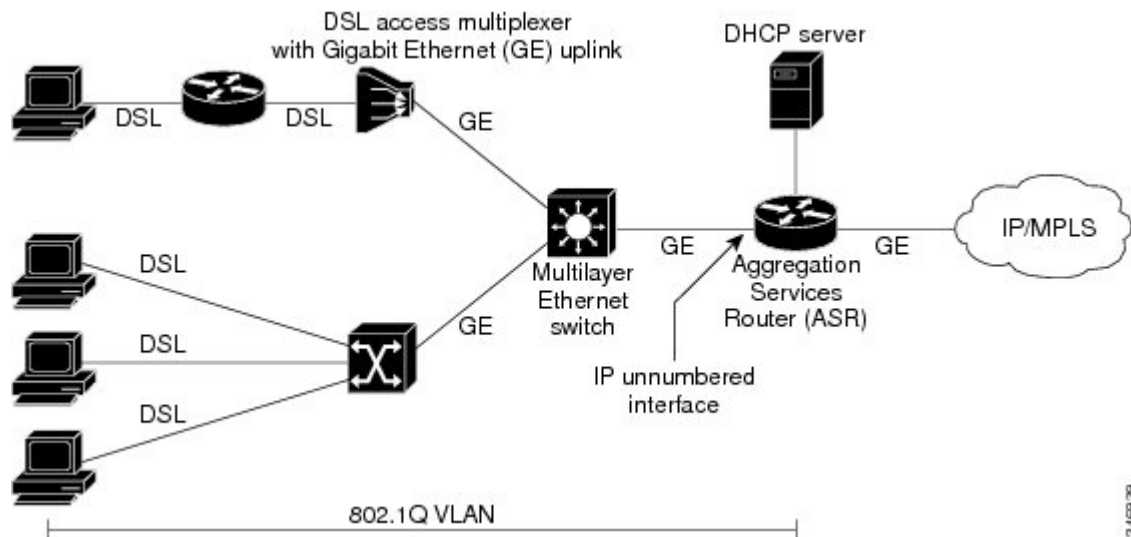 DSL access multiplexer
with Gigabit Ethernet (GE) uplink
DHCP server
DSL
DSL
GE
DSL
DSL
DSL
GE
Multilayer
Ethernet
switch
GE
Aggregation
Services
Router (ASR)
GE
IP/MPLS
IP unnumbered
interface
802.1Q VLAN